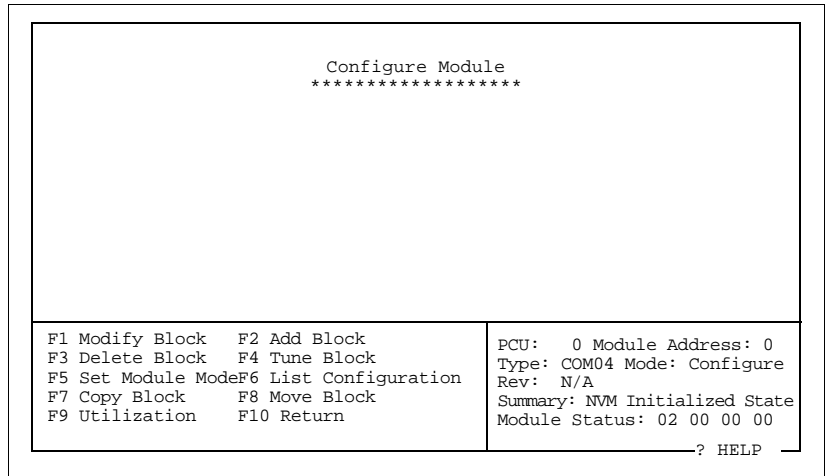 Configure Module
*******************
F1 Modify Block F2 Add Block
F3 Delete Block F4 Tune Block
F5 Set Module ModeF6 List Configuration
F7 Copy Block F8 Move Block
F9 Utilization F10 Return
PCU: 0 Module Address: 0
Type: COM04 Mode: Configure
Rev: N/A
Summary: NVM Initialized State
Module Status: 02 00 00 00
? HELP